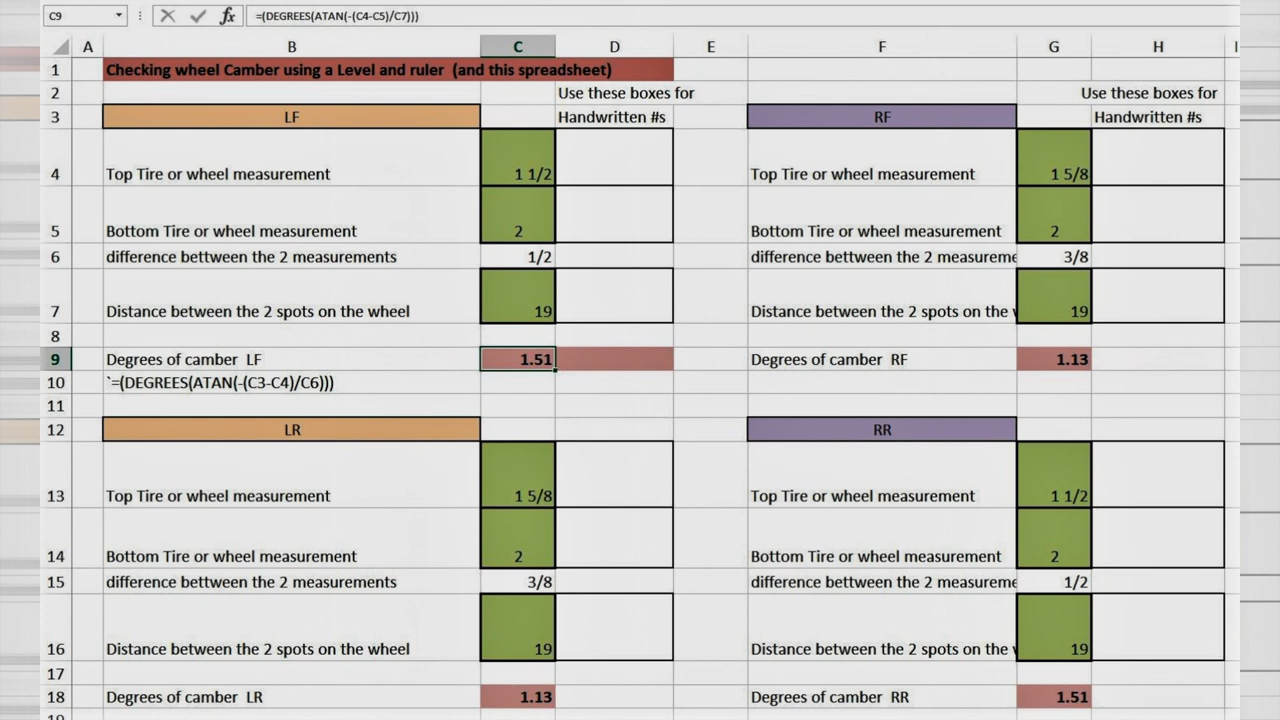 C9 fx =(DEGREES(ATAN(-(C4-C5)/C7)))
A B C D E F G H I
1 Checking wheel Camber using a Level and ruler (and this spreadsheet)
2 Use these boxes for Use these boxes for
3 LF Handwritten #s RF Handwritten #s
4 Top Tire or wheel measurement 1 1/2 Top Tire or wheel measurement 1 5/8
5 Bottom Tire or wheel measurement 2 Bottom Tire or wheel measurement 2
6 difference bettween the 2 measurements 1/2 difference bettween the 2 measureme 3/8
7 Distance between the 2 spots on the wheel 19 Distance between the 2 spots on the 19
8
9 Degrees of camber LF 1.51 Degrees of camber RF 1.13
10 `=(DEGREES(ATAN(-(C3-C4)/C6)))
11
12 LR RR
13 Top Tire or wheel measurement 1 5/8 Top Tire or wheel measurement 1 1/2
14 Bottom Tire or wheel measurement 2 Bottom Tire or wheel measurement 2
15 difference bettween the 2 measurements 3/8 difference bettween the 2 measureme 1/2
16 Distance between the 2 spots on the wheel 19 Distance between the 2 spots on the 19
17
18 Degrees of camber LR 1.13 Degrees of camber RR 1.51